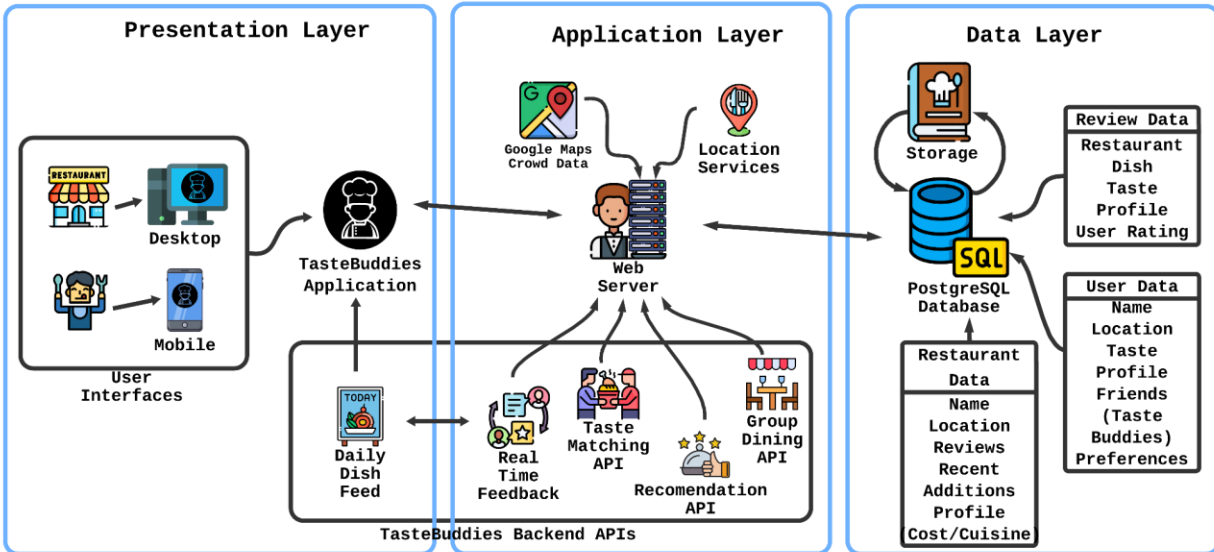 Presentation Layer
RESTAURANT
Desktop
Mobile
User
Interfaces
TasteBuddies
Application
Application Layer
G
Google Maps
Crowd Data
Location
Services
Web
Server
TODAY
Daily
Dish
Feed
Real
Time
Feedback
Taste
Matching
API
Recomendation
API
Group
Dining
API
TasteBuddies Backend APIs
Data Layer
Storage
SQL
PostgreSQL
Database
Review Data
Restaurant
Dish
Taste
Profile
User Rating
User Data
Name
Location
Taste
Profile
Friends
(Taste
Buddies)
Preferences
Restaurant
Data
Name
Location
Reviews
Recent
Additions
Profile
(Cost/Cuisine)